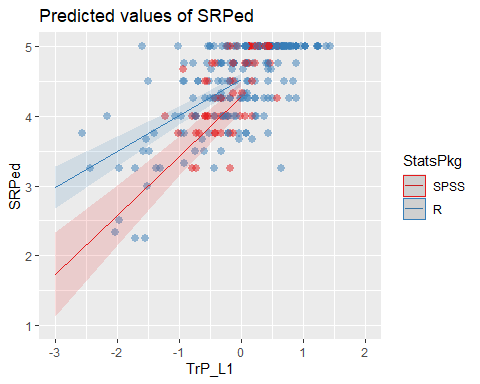 Predicted values of SRPed
5
4
3
2
1
SRPed
-3
-2
-1
0
1
2
TrP_L1
StatsPkg
SPSS
R